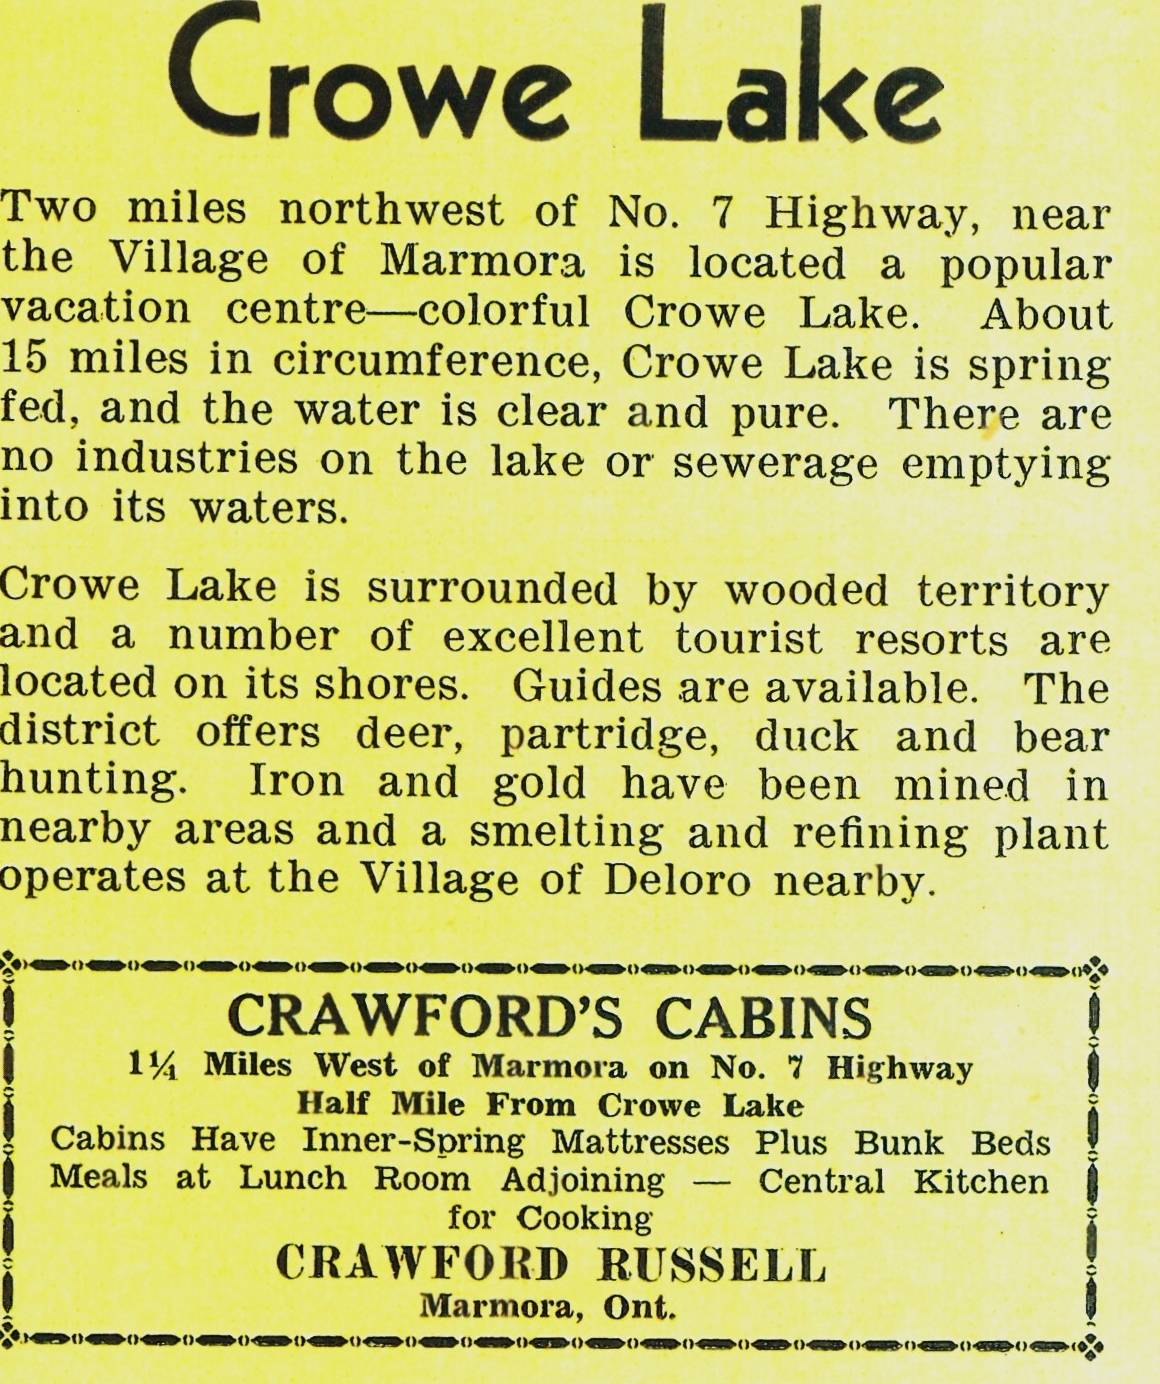 Crowe Lake
Two miles northwest of No. 7 Highway, near
the Village of Marmora is located a popular
vacation centre—colorful Crowe Lake. About
15 miles in circumference, Crowe Lake is spring
fed, and the water is clear and pure. There are
no industries on the lake or sewerage emptying
into its waters.
Crowe Lake is surrounded by wooded territory
and a number of excellent tourist resorts are
located on its shores. Guides are available. The
district offers deer, partridge, duck and bear
hunting. Iron and gold have been mined in
nearby areas and a smelting and refining plant
operates at the Village of Deloro nearby.
CRAWFORD'S CABINS
1¼ Miles West of Marmora on No. 7 Highway
Half Mile From Crowe Lake
Cabins Have Inner-Spring Mattresses Plus Bunk Beds
Meals at Lunch Room Adjoining — Central Kitchen
for Cooking
CRAWFORD RUSSELL
Marmora, Ont.